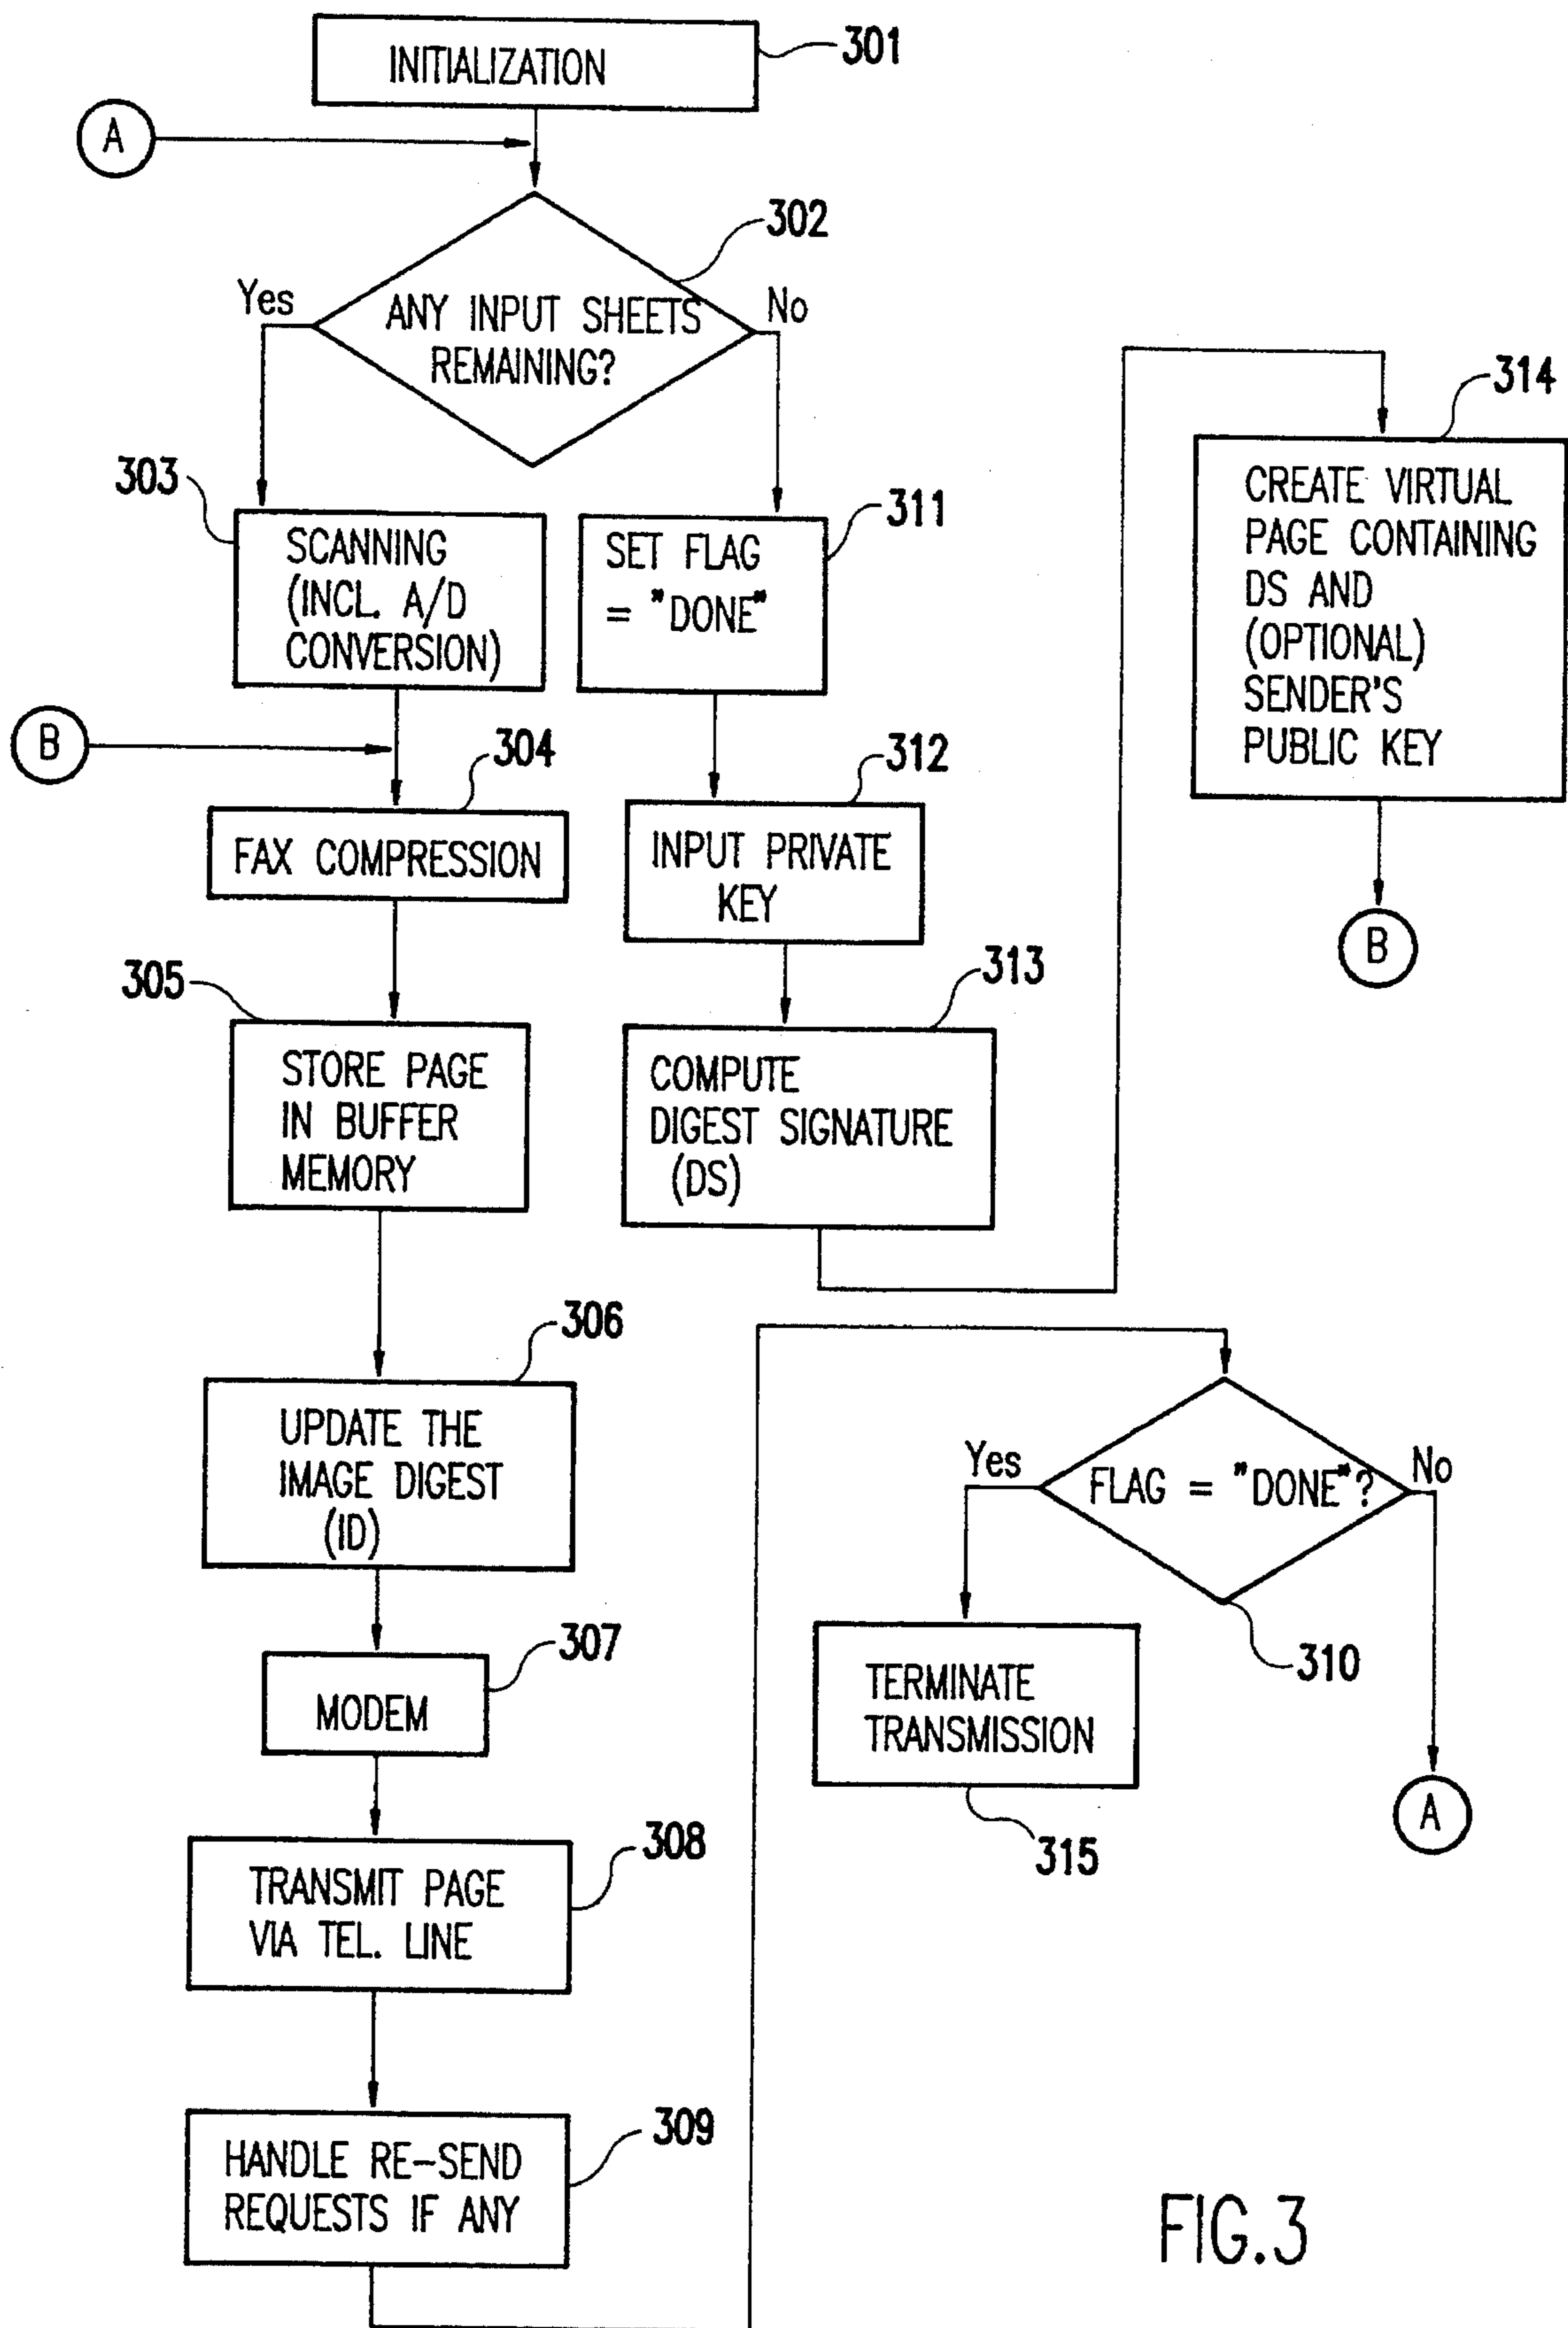 INITIALIZATION
301
A
302
Yes
No
ANY INPUT SHEETS
REMAINING?
303
SCANNING
(INCL. A/D
CONVERSION)
311
SET FLAG
= "DONE"
B
304
FAX COMPRESSION
312
INPUT PRIVATE
KEY
305
STORE PAGE
IN BUFFER
MEMORY
313
COMPUTE
DIGEST SIGNATURE
(DS)
314
CREATE VIRTUAL
PAGE CONTAINING
DS AND
(OPTIONAL)
SENDER'S
PUBLIC KEY
B
306
UPDATE THE
IMAGE DIGEST
(ID)
307
MODEM
308
TRANSMIT PAGE
VIA TEL. LINE
309
HANDLE RE-SEND
REQUESTS IF ANY
Yes
No
FLAG = "DONE"?
310
TERMINATE
TRANSMISSION
315
A
FIG.3